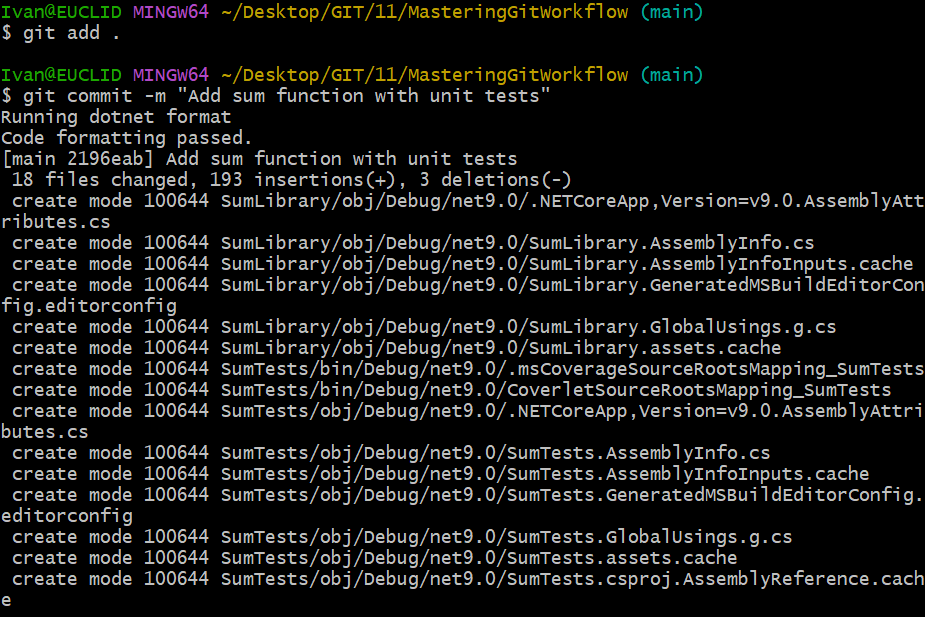 Ivan@EUCLID MINGW64 ~/Desktop/GIT/11/MasteringGitWorkflow (main)
$ git add .
Ivan@EUCLID MINGW64 ~/Desktop/GIT/11/MasteringGitWorkflow (main)
$ git commit -m "Add sum function with unit tests"
Running dotnet format
Code formatting passed.
[main 2196eab] Add sum function with unit tests
 18 files changed, 193 insertions(+), 3 deletions(-)
 create mode 100644 SumLibrary/obj/Debug/net9.0/.NETCoreApp,Version=v9.0.AssemblyAtt
ributes.cs
 create mode 100644 SumLibrary/obj/Debug/net9.0/SumLibrary.AssemblyInfo.cs
 create mode 100644 SumLibrary/obj/Debug/net9.0/SumLibrary.AssemblyInfoInputs.cache
 create mode 100644 SumLibrary/obj/Debug/net9.0/SumLibrary.GeneratedMSBuildEditorCon
fig.editorconfig
 create mode 100644 SumLibrary/obj/Debug/net9.0/SumLibrary.GlobalUsings.g.cs
 create mode 100644 SumLibrary/obj/Debug/net9.0/SumLibrary.assets.cache
 create mode 100644 SumTests/bin/Debug/net9.0/.msCoverageSourceRootsMapping_SumTests
 create mode 100644 SumTests/bin/Debug/net9.0/CoverletSourceRootsMapping_SumTests
 create mode 100644 SumTests/obj/Debug/net9.0/.NETCoreApp,Version=v9.0.AssemblyAttri
butes.cs
 create mode 100644 SumTests/obj/Debug/net9.0/SumTests.AssemblyInfo.cs
 create mode 100644 SumTests/obj/Debug/net9.0/SumTests.AssemblyInfoInputs.cache
 create mode 100644 SumTests/obj/Debug/net9.0/SumTests.GeneratedMSBuildEditorConfig.
editorconfig
 create mode 100644 SumTests/obj/Debug/net9.0/SumTests.GlobalUsings.g.cs
 create mode 100644 SumTests/obj/Debug/net9.0/SumTests.assets.cache
 create mode 100644 SumTests/obj/Debug/net9.0/SumTests.csproj.AssemblyReference.cach
e